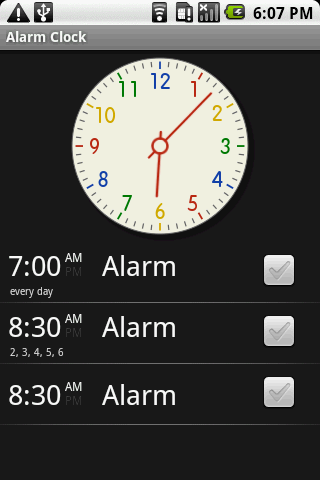 6:07 PM
Alarm Clock
12
11 1
10 2
9 3
8 4
7 5
6
7:00 AM PM Alarm
every day
8:30 AM PM Alarm
2, 3, 4, 5, 6
8:30 AM PM Alarm